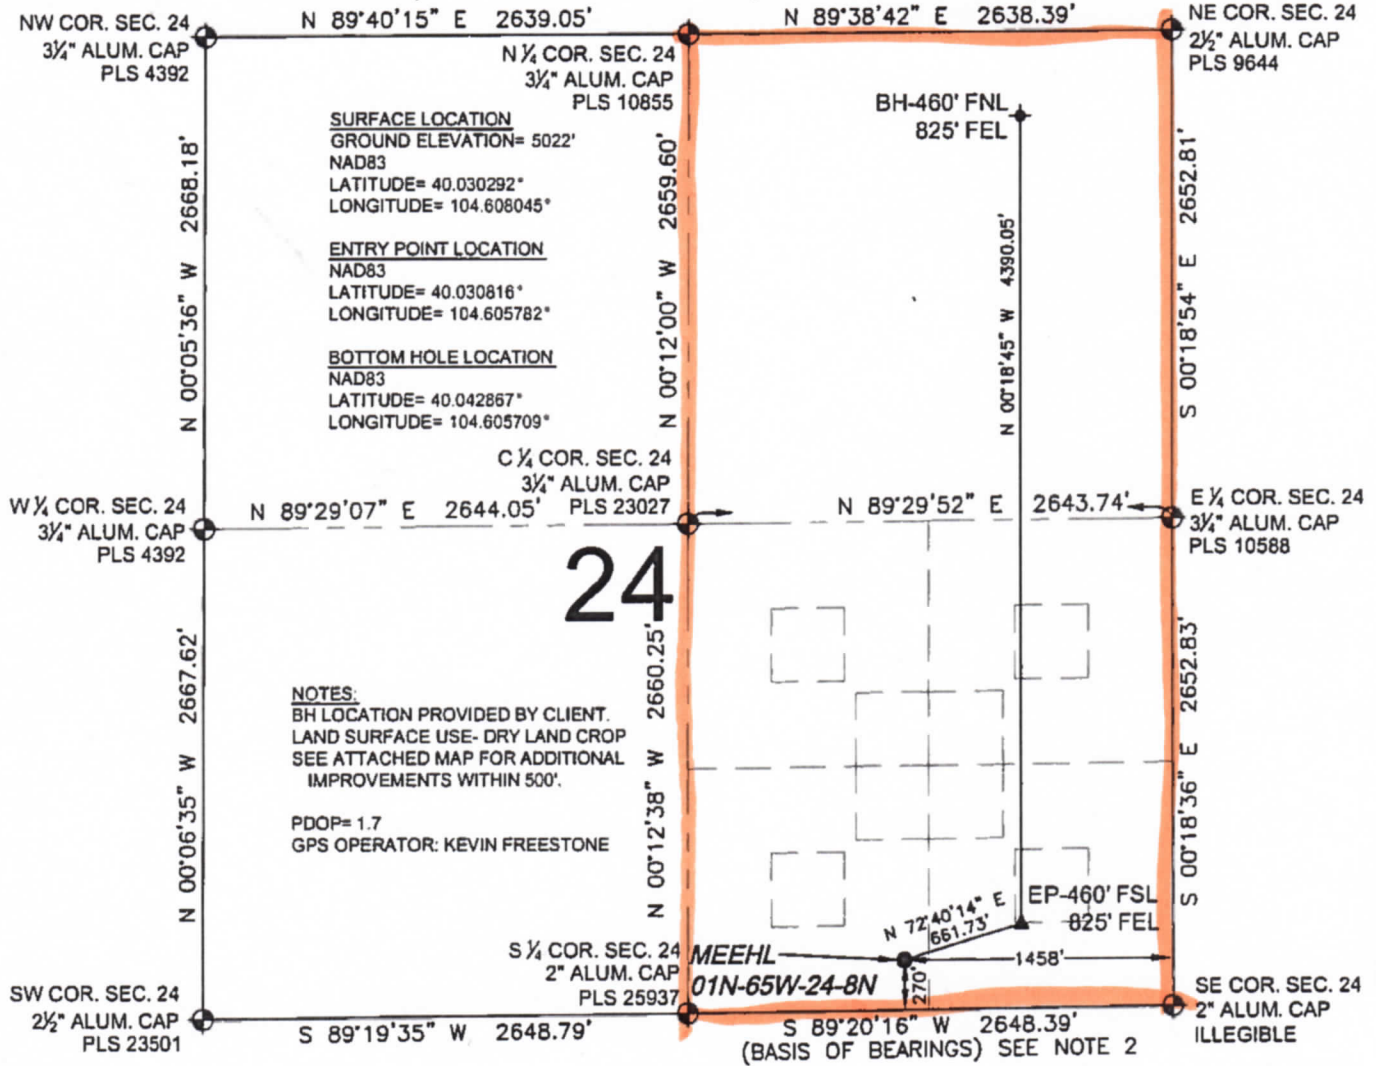 NW COR. SEC. 24
3¼" ALUM. CAP
PLS 4392
N 89°40'15" E 2639.05'
N ¼ COR. SEC. 24
3¼" ALUM. CAP
PLS 10855
N 89°38'42" E 2638.39'
NE COR. SEC. 24
2½" ALUM. CAP
PLS 9644
BH-460' FNL
825' FEL
SURFACE LOCATION
GROUND ELEVATION= 5022'
NAD83
LATITUDE= 40.030292°
LONGITUDE= 104.608045°
ENTRY POINT LOCATION
NAD83
LATITUDE= 40.030816°
LONGITUDE= 104.605782°
BOTTOM HOLE LOCATION
NAD83
LATITUDE= 40.042867°
LONGITUDE= 104.605709°
N 00°05'36" W 2668.18'
N 00°12'00" W 2659.60'
N 00°18'45" W 4390.05'
S 00°18'54" E 2652.81'
C ¼ COR. SEC. 24
3¼" ALUM. CAP
PLS 23027
W ¼ COR. SEC. 24
3¼" ALUM. CAP
PLS 4392
N 89°29'07" E 2644.05'
N 89°29'52" E 2643.74'
E ¼ COR. SEC. 24
3¼" ALUM. CAP
PLS 10588
24
N 00°06'35" W 2667.62'
N 00°12'38" W 2660.25'
S 00°18'36" E 2652.83'
NOTES:
BH LOCATION PROVIDED BY CLIENT.
LAND SURFACE USE- DRY LAND CROP
SEE ATTACHED MAP FOR ADDITIONAL
IMPROVEMENTS WITHIN 500'.
PDOP= 1.7
GPS OPERATOR: KEVIN FREESTONE
N 72°40'14" E
661.73'
EP-460' FSL
825' FEL
S ¼ COR. SEC. 24
2" ALUM. CAP
PLS 25937
MEEHL
01N-65W-24-8N
1458'
270'
SW COR. SEC. 24
2½" ALUM. CAP
PLS 23501
S 89°19'35" W 2648.79'
S 89°20'16" W 2648.39'
(BASIS OF BEARINGS) SEE NOTE 2
SE COR. SEC. 24
2" ALUM. CAP
ILLEGIBLE